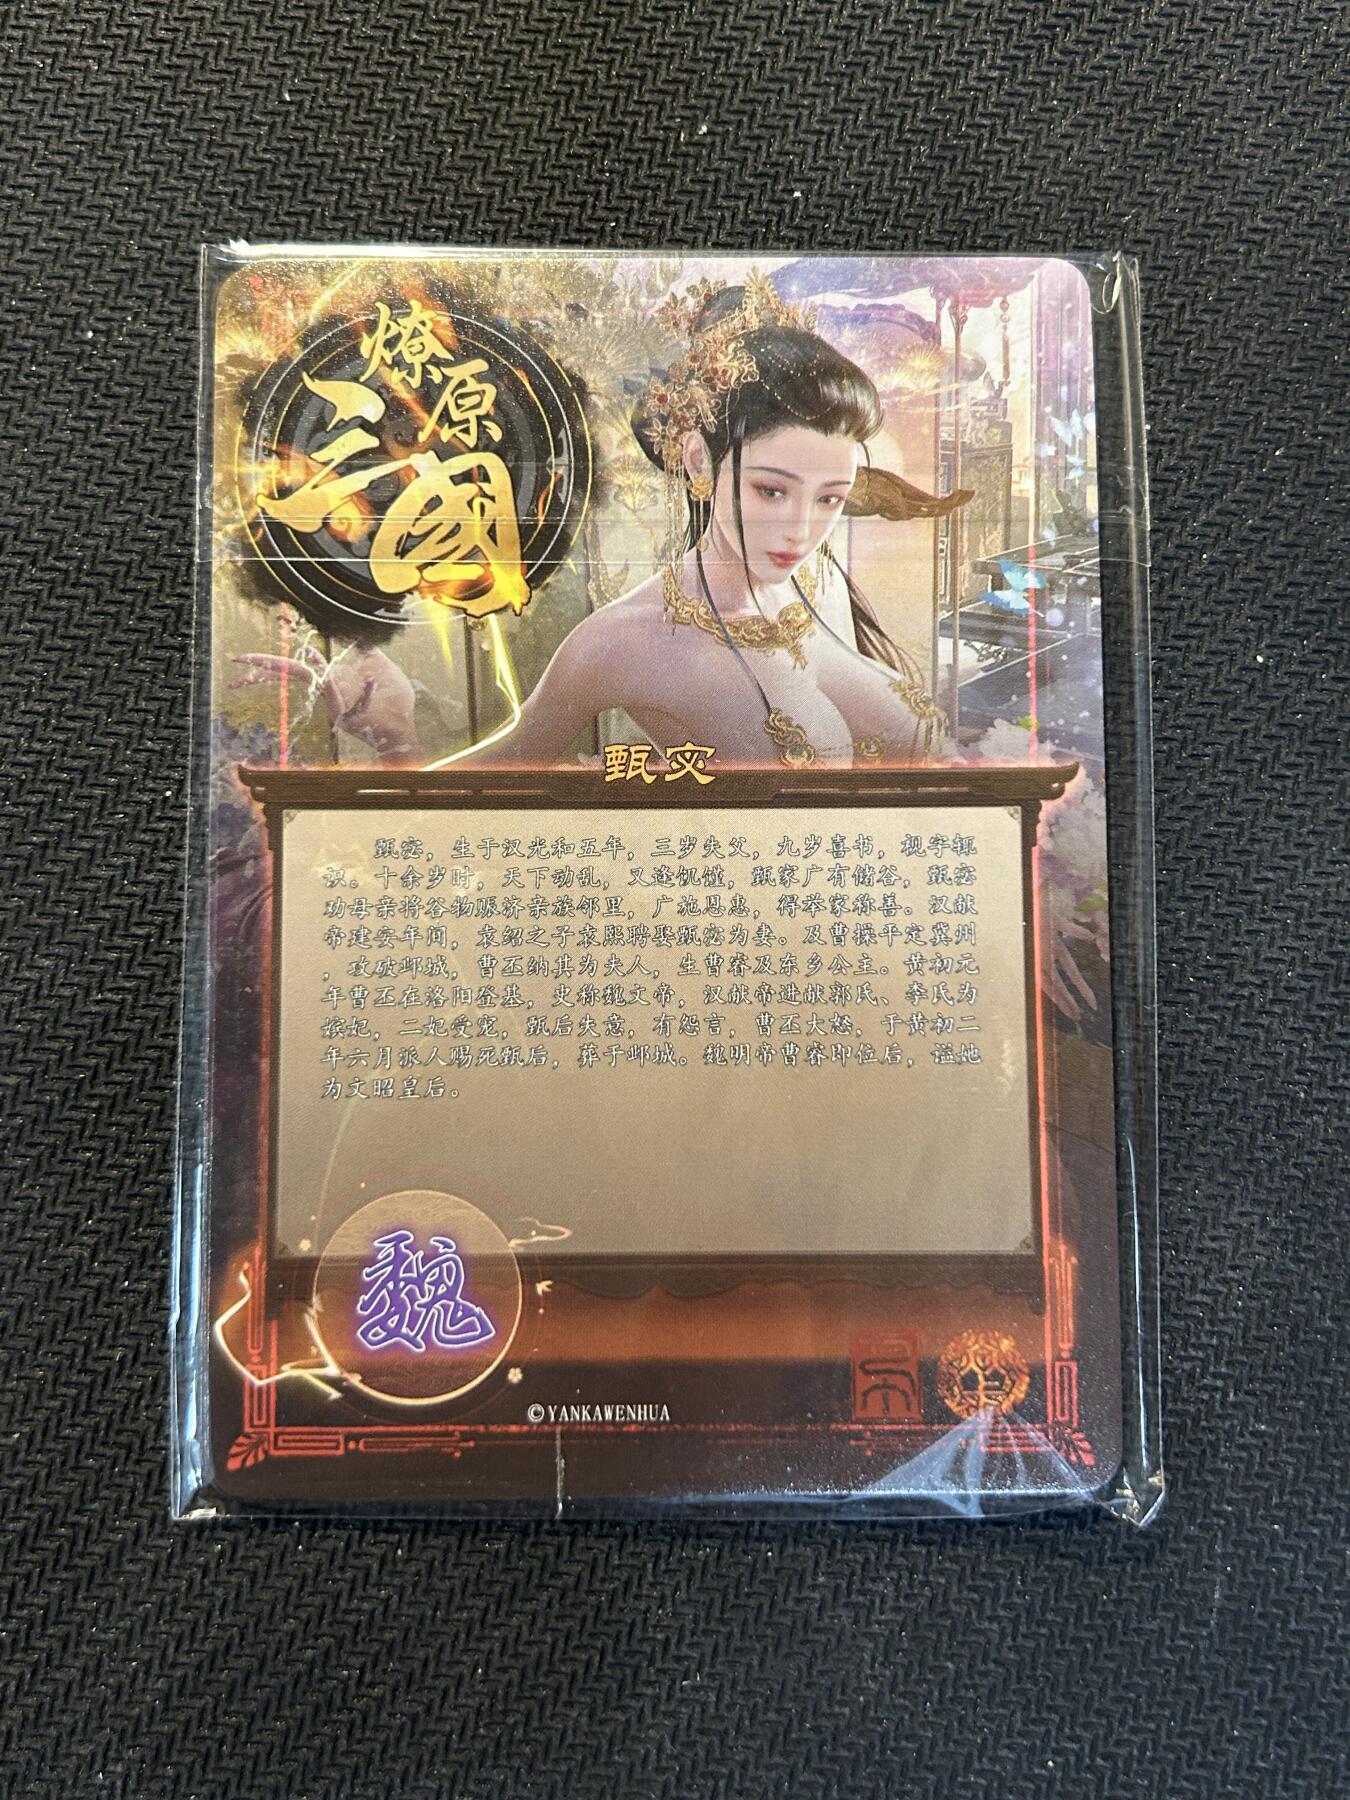 燎原
三國
甄宓
甄宓，生于汉光和五年，三岁失父，九岁喜书，视字辄
识。十余岁时，天下动乱，又逢饥馑，甄家广有储谷，甄宓
劝母亲将谷物赈济亲族邻里，广施恩惠，得举家称善。汉献
帝建安年间，袁绍之子袁熙聘娶甄宓为妻。及曹操平定冀州
，攻破邺城，曹丕纳其为夫人，生曹睿及东乡公主。黄初元
年曹丕在洛阳登基，史称魏文帝，汉献帝进献郭氏、李氏为
嫔妃，二妃受宠，甄后失意，有怨言，曹丕大怒，于黄初二
年六月派人赐死甄后，葬于邺城。魏明帝曹睿即位后，谥她
为文昭皇后。
魏
©YANKAWENHUA